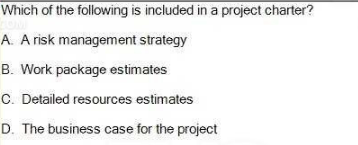 Which of the following is included in a project charter?
A. A risk management strategy
B. Work package estimates
C. Detailed resources estimates
D. The business case for the project